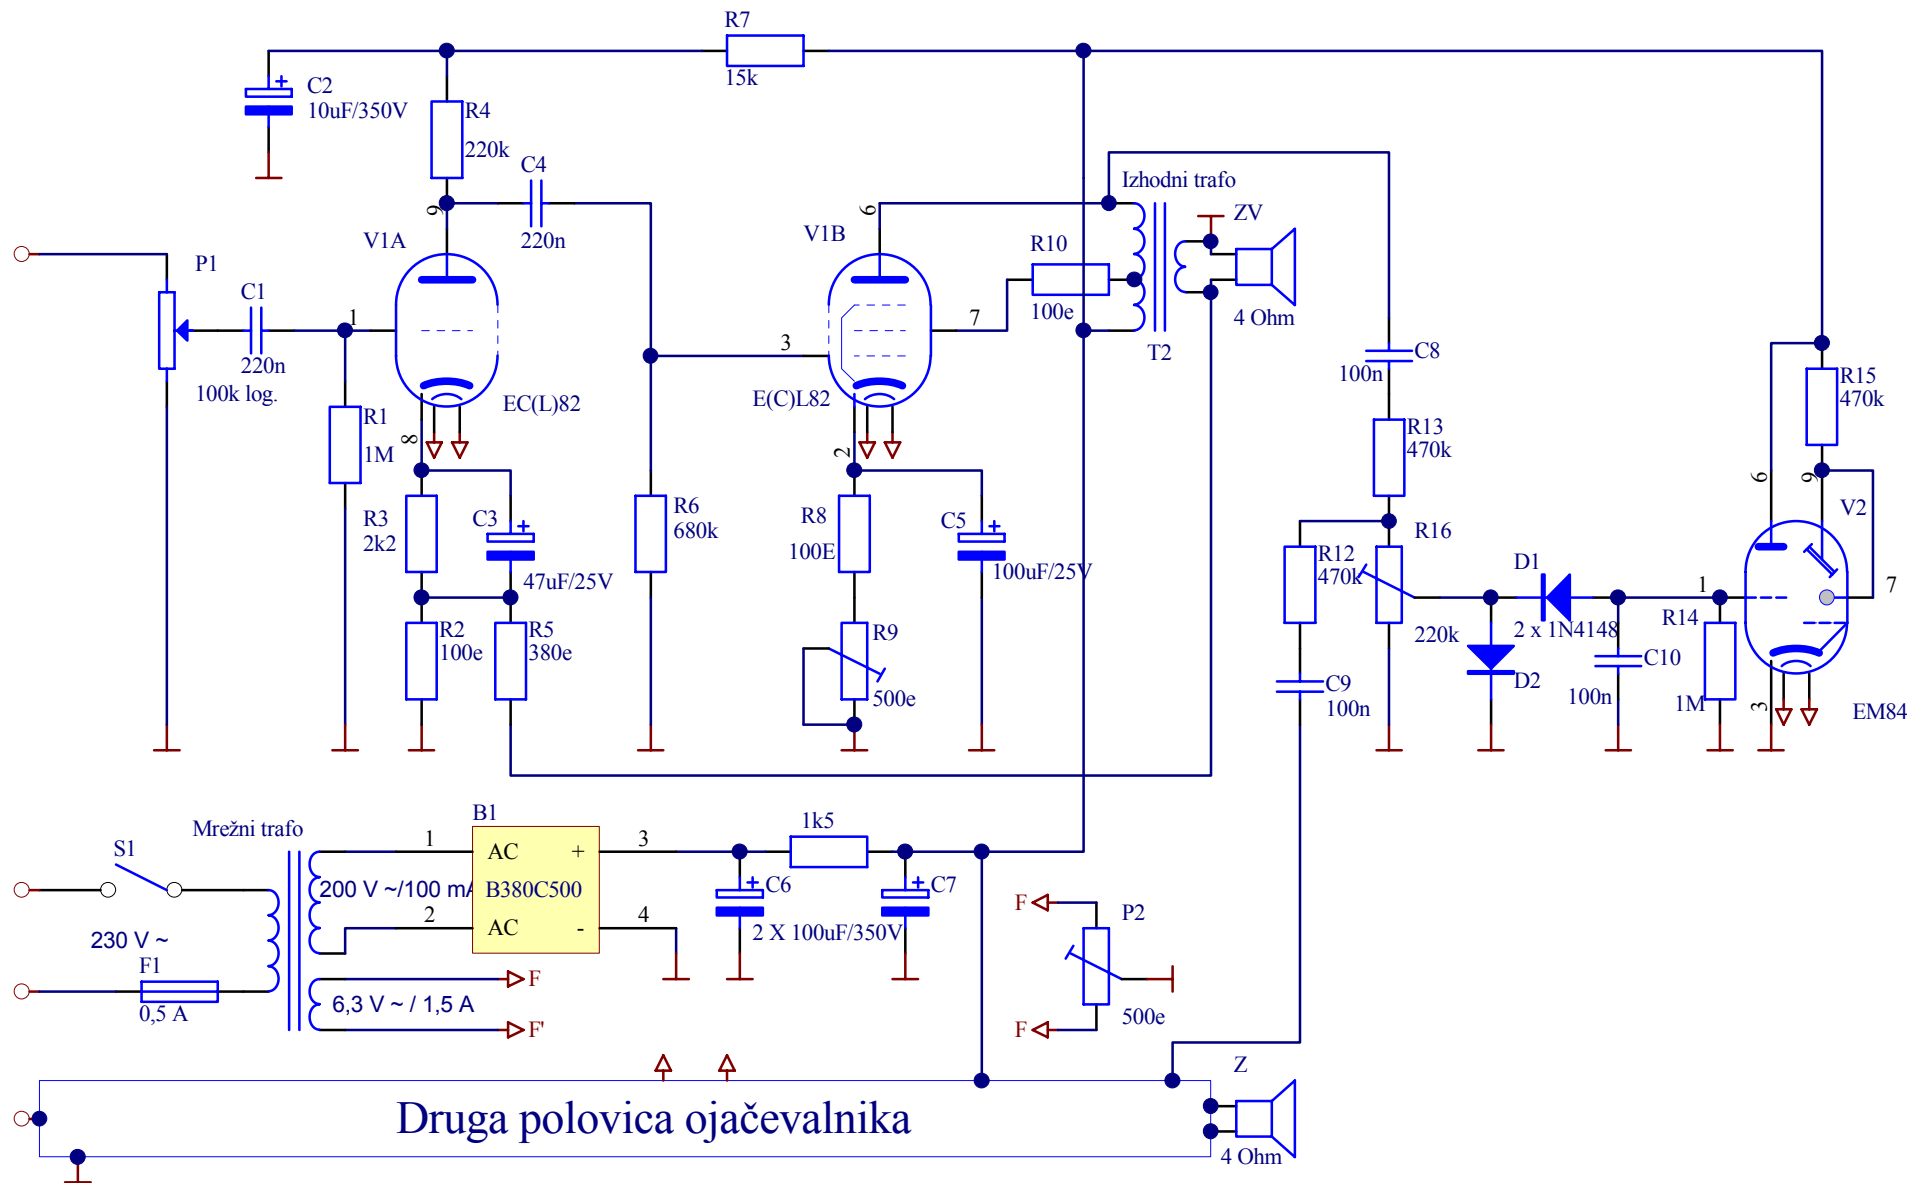 R7
15k
C2
10uF/350V
R4
220k
C4
220n
9
V1A
P1
C1
220n
100k log.
1
EC(L)82
R1
1M
8
R3
2k2
C3
47uF/25V
R2
100e
R5
380e
R6
680k
6
V1B
3
7
E(C)L82
2
R8
100E
C5
100uF/25V
R9
500e
R10
100e
Izhodni trafo
ZV
4 Ohm
T2
C8
100n
R13
470k
R12
470k
R16
220k
C9
100n
D1
2 x 1N4148
D2
C10
100n
1
R14
1M
R15
470k
6
9
V2
7
3
EM84
Mrežni trafo
S1
230 V ~
F1
0,5 A
200 V ~/100 mA
6,3 V ~ / 1,5 A
B1
1
AC
+
3
B380C500
2
AC
-
4
F
F'
1k5
C6
C7
2 X 100uF/350V
F
P2
F
500e
Z
Druga polovica ojačevalnika
4 Ohm